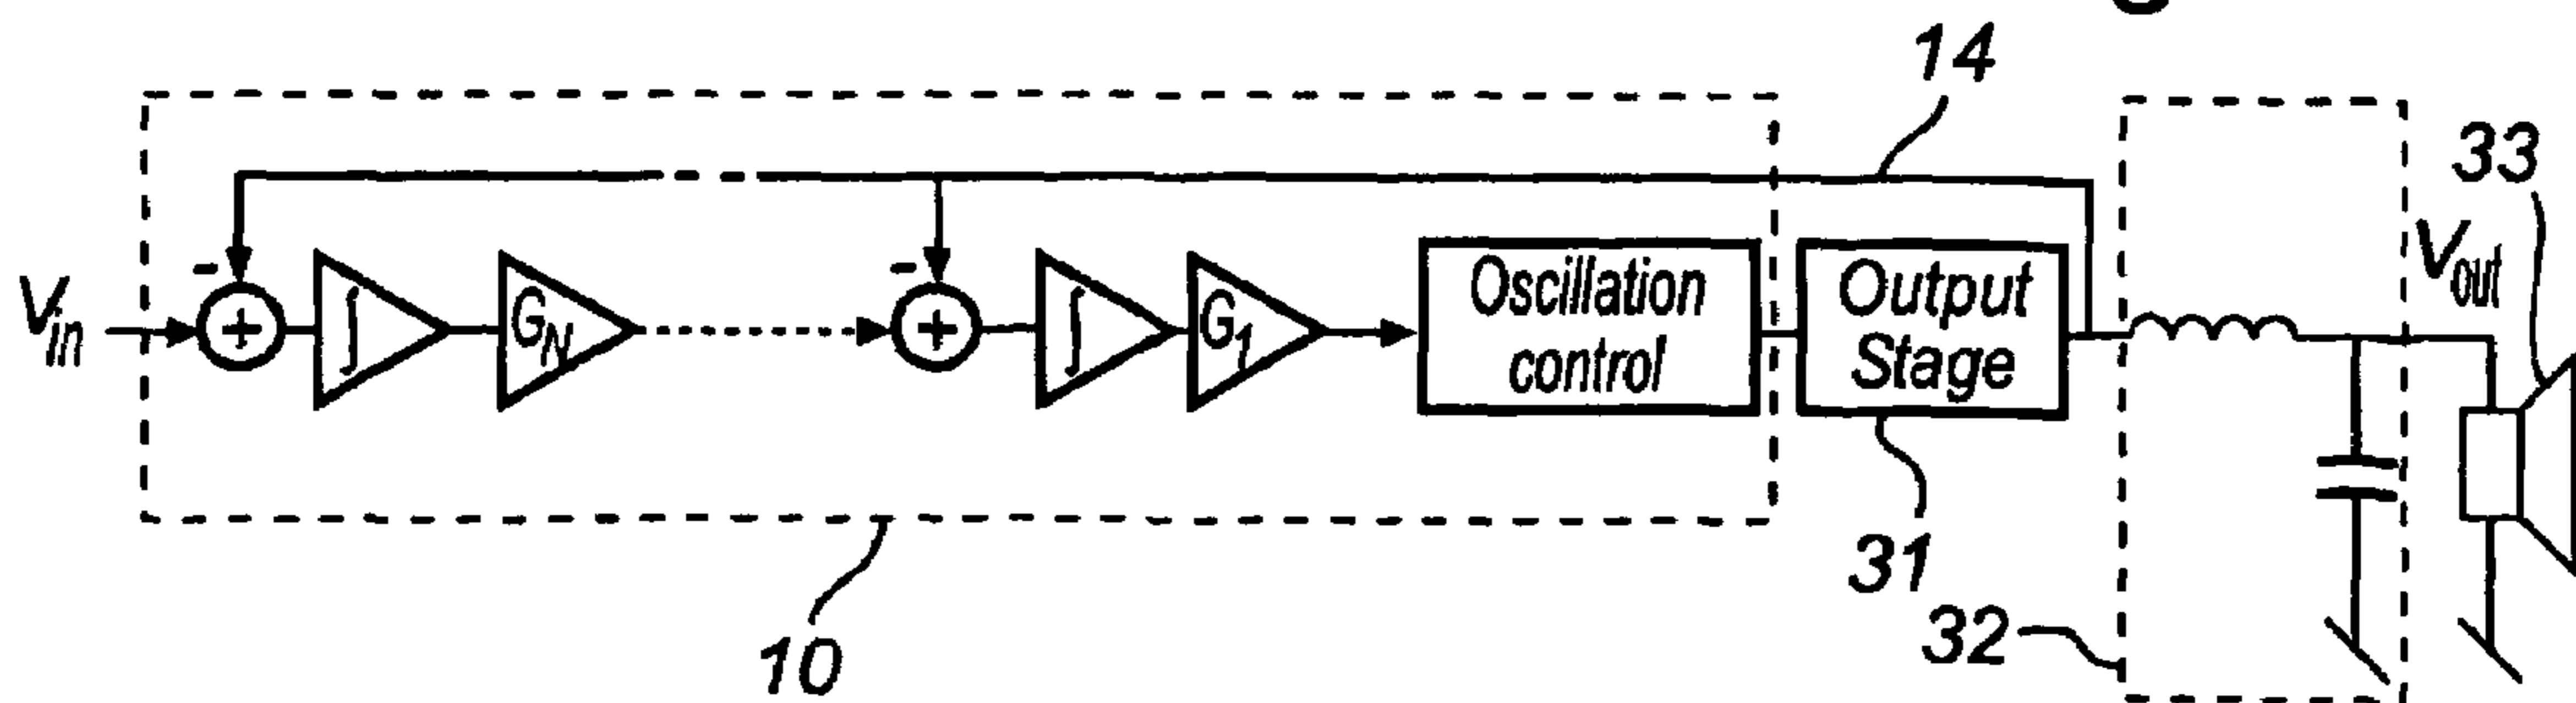 14
33
V_in
-
+
∫
G_N
-
+
∫
G_1
Oscillation
control
Output
Stage
V_out
31
32
10